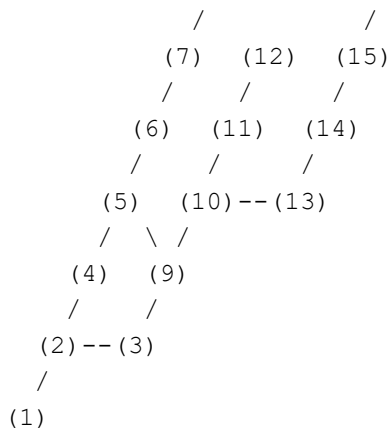 / /
(7) (12) (15)
/ / /
(6) (11) (14)
/ / /
(5) (10)--(13)
/ \ /
(4) (9)
/ /
(2)--(3)
/
(1)